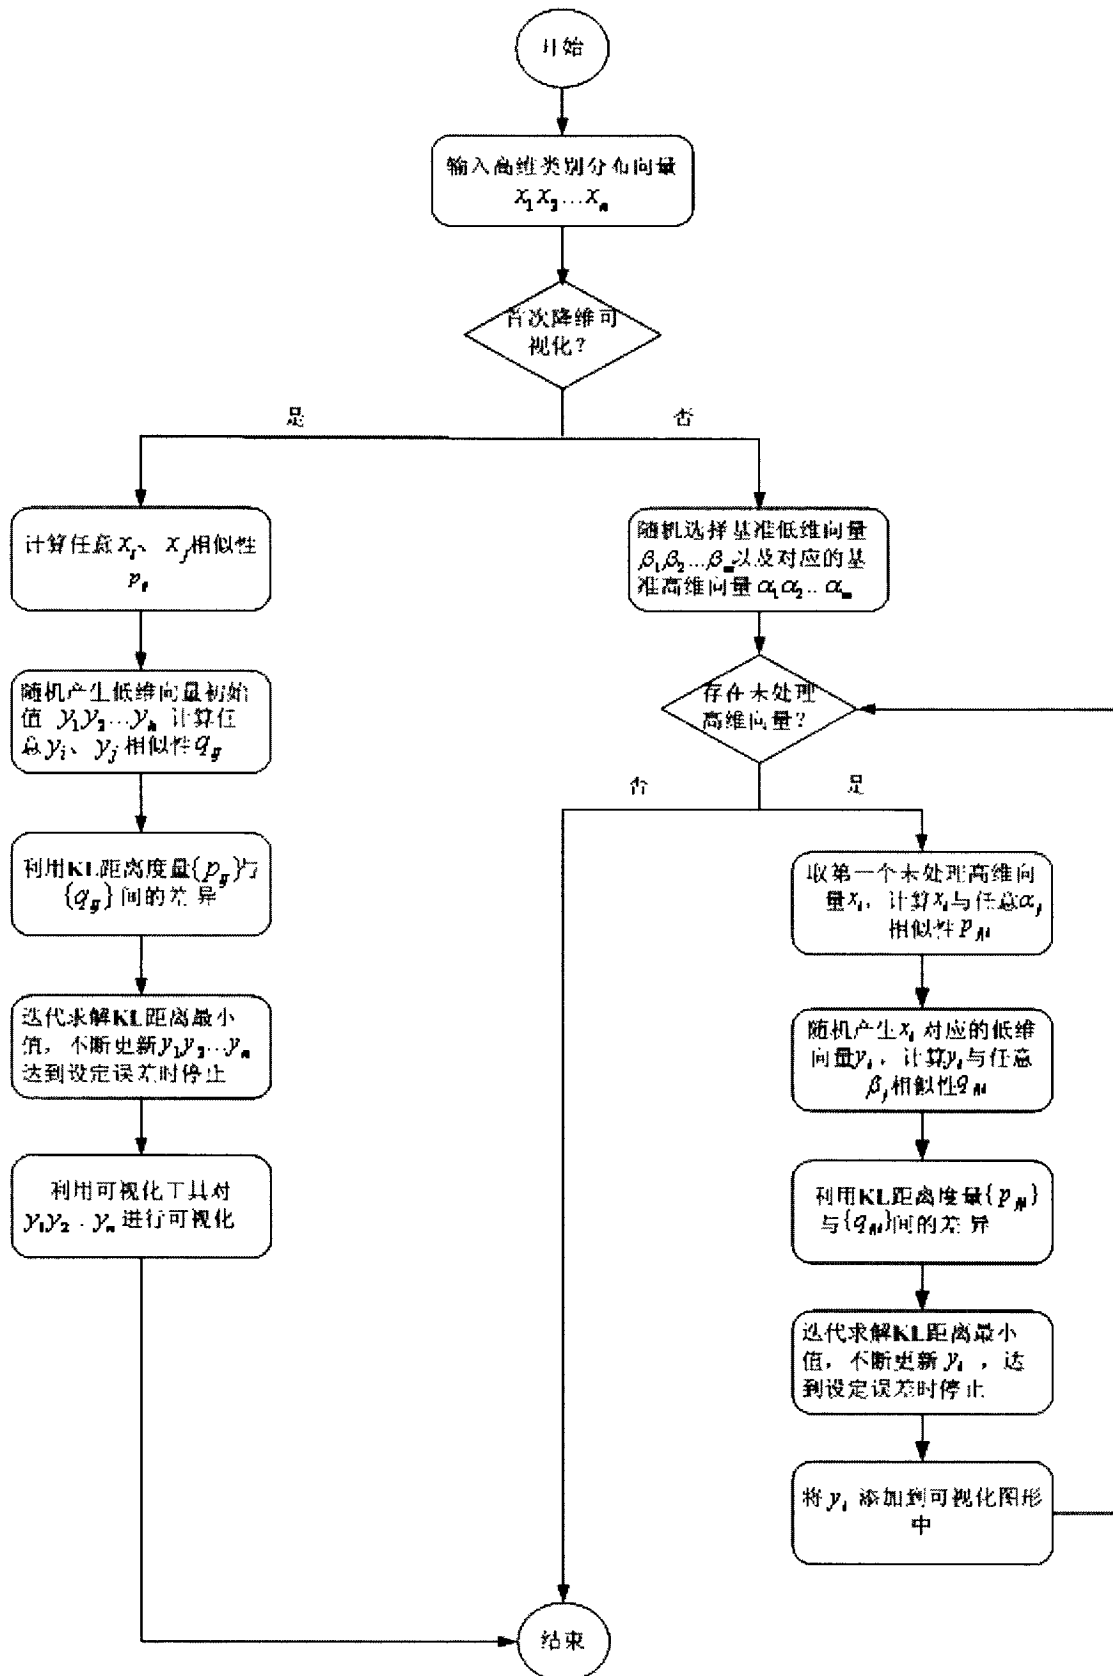 开始
输入高维类别分布向量
x₁x₂…xₙ
首次降维可
视化？
是
否
计算任意xᵢ、xⱼ相似性
pᵢⱼ
随机产生低维向量初始
值 y₁y₂…yₙ 计算任
意yᵢ、yⱼ相似性qᵢⱼ
利用KL距离度量{pᵢⱼ}与
{qᵢⱼ}间的差异
迭代求解KL距离最小
值，不断更新y₁y₂…yₙ
达到设定误差时停止
利用可视化工具对
y₁y₂..yₙ进行可视化
随机选择基准低维向量
β₁β₂…βₘ以及对应的基
准高维向量α₁α₂..αₘ
存在未处理
高维向量？
否
是
取第一个未处理高维向
量xᵢ，计算xᵢ与任意αⱼ
相似性pⱼ|ᵢ
随机产生xᵢ对应的低维
向量yᵢ，计算yᵢ与任意
βⱼ相似性qⱼ|ᵢ
利用KL距离度量{pⱼ|ᵢ}
与{qⱼ|ᵢ}间的差异
迭代求解KL距离最小
值，不断更新 yᵢ ，达
到设定误差时停止
将yᵢ 添加到可视化图形
中
结束